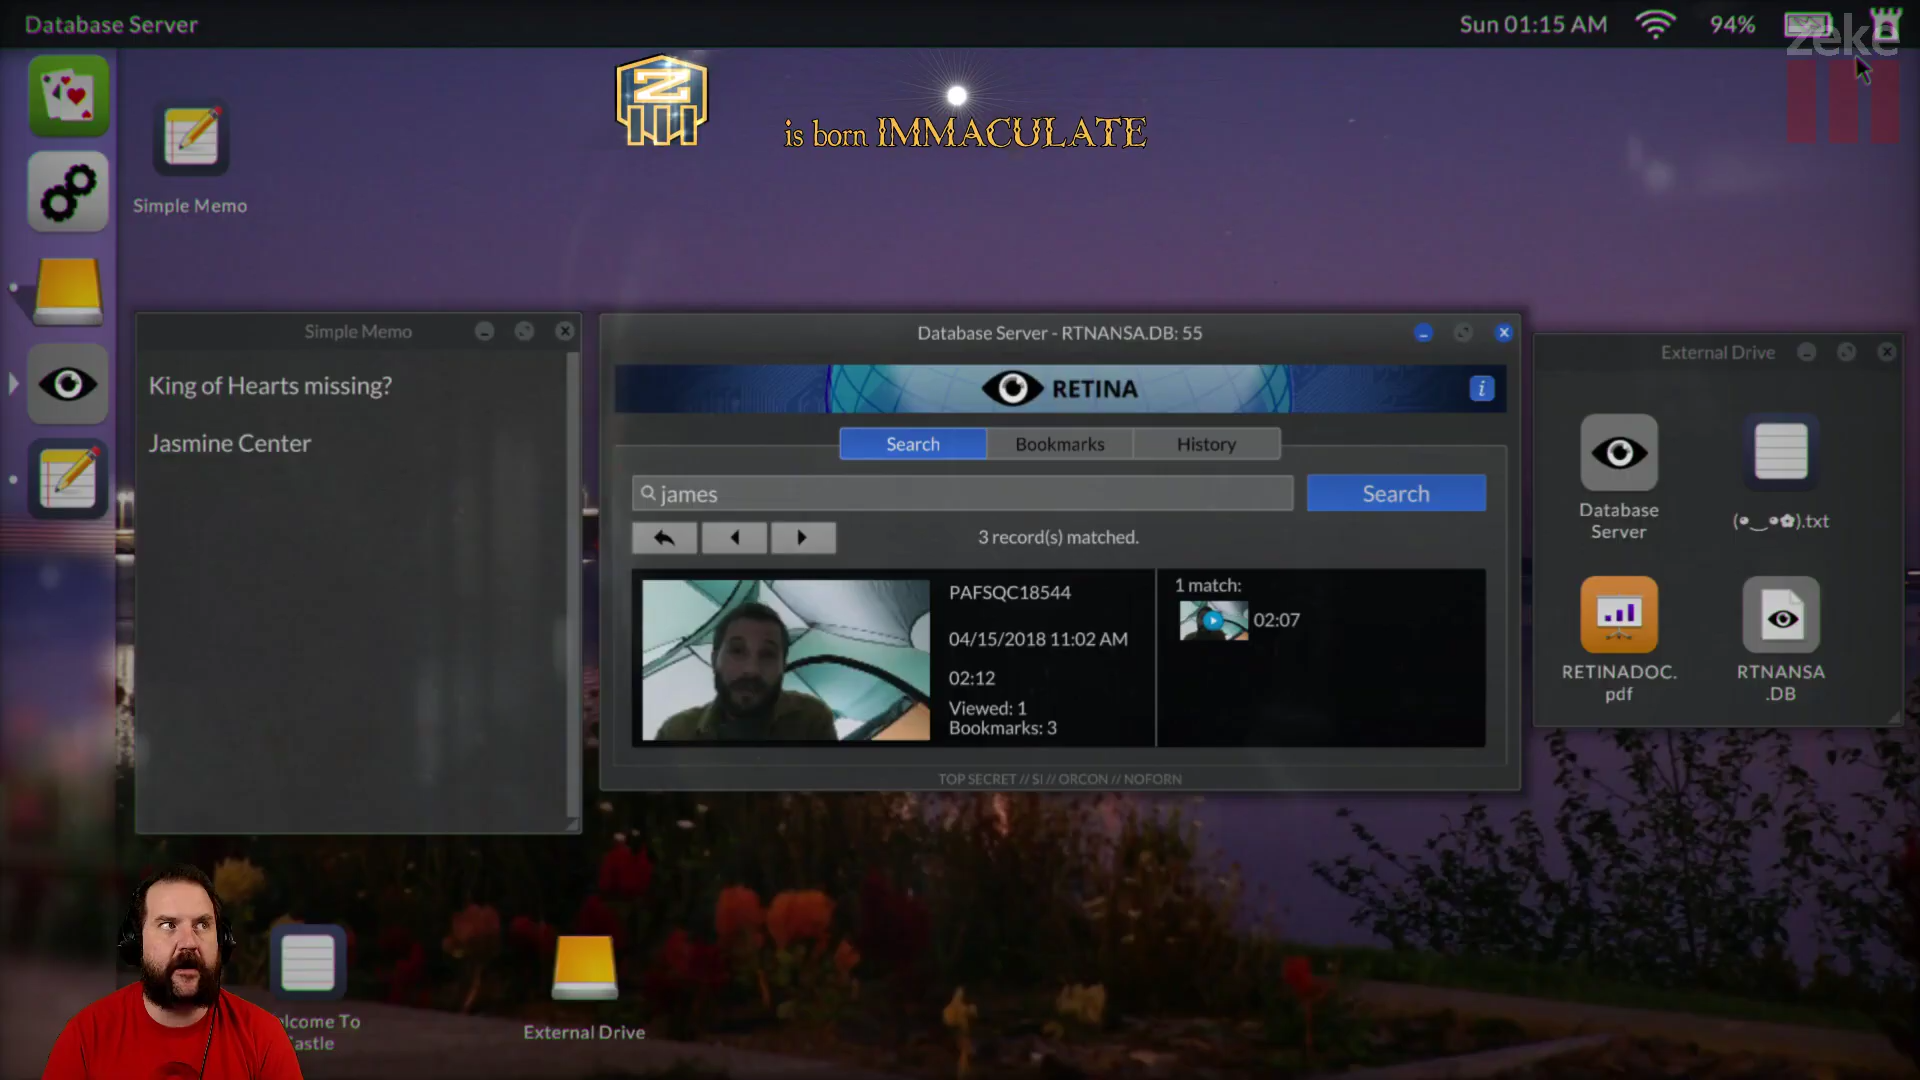 Database Server
Sun 01:15 AM
94%
zeke
Z
is born IMMACULATE
Simple Memo
Simple Memo
King of Hearts missing?
Jasmine Center
Database Server - RTNANSA.DB: 55
RETINA
i
Search
Bookmarks
History
james
Search
3 record(s) matched.
PAFSQC18544
04/15/2018 11:02 AM
02:12
Viewed: 1
Bookmarks: 3
1 match:
02:07
TOP SECRET // SI // ORCON // NOFORN
External Drive
Database
Server
(•‿•✿).txt
RETINADOC.
pdf
RTNANSA
.DB
lcome To
astle
External Drive